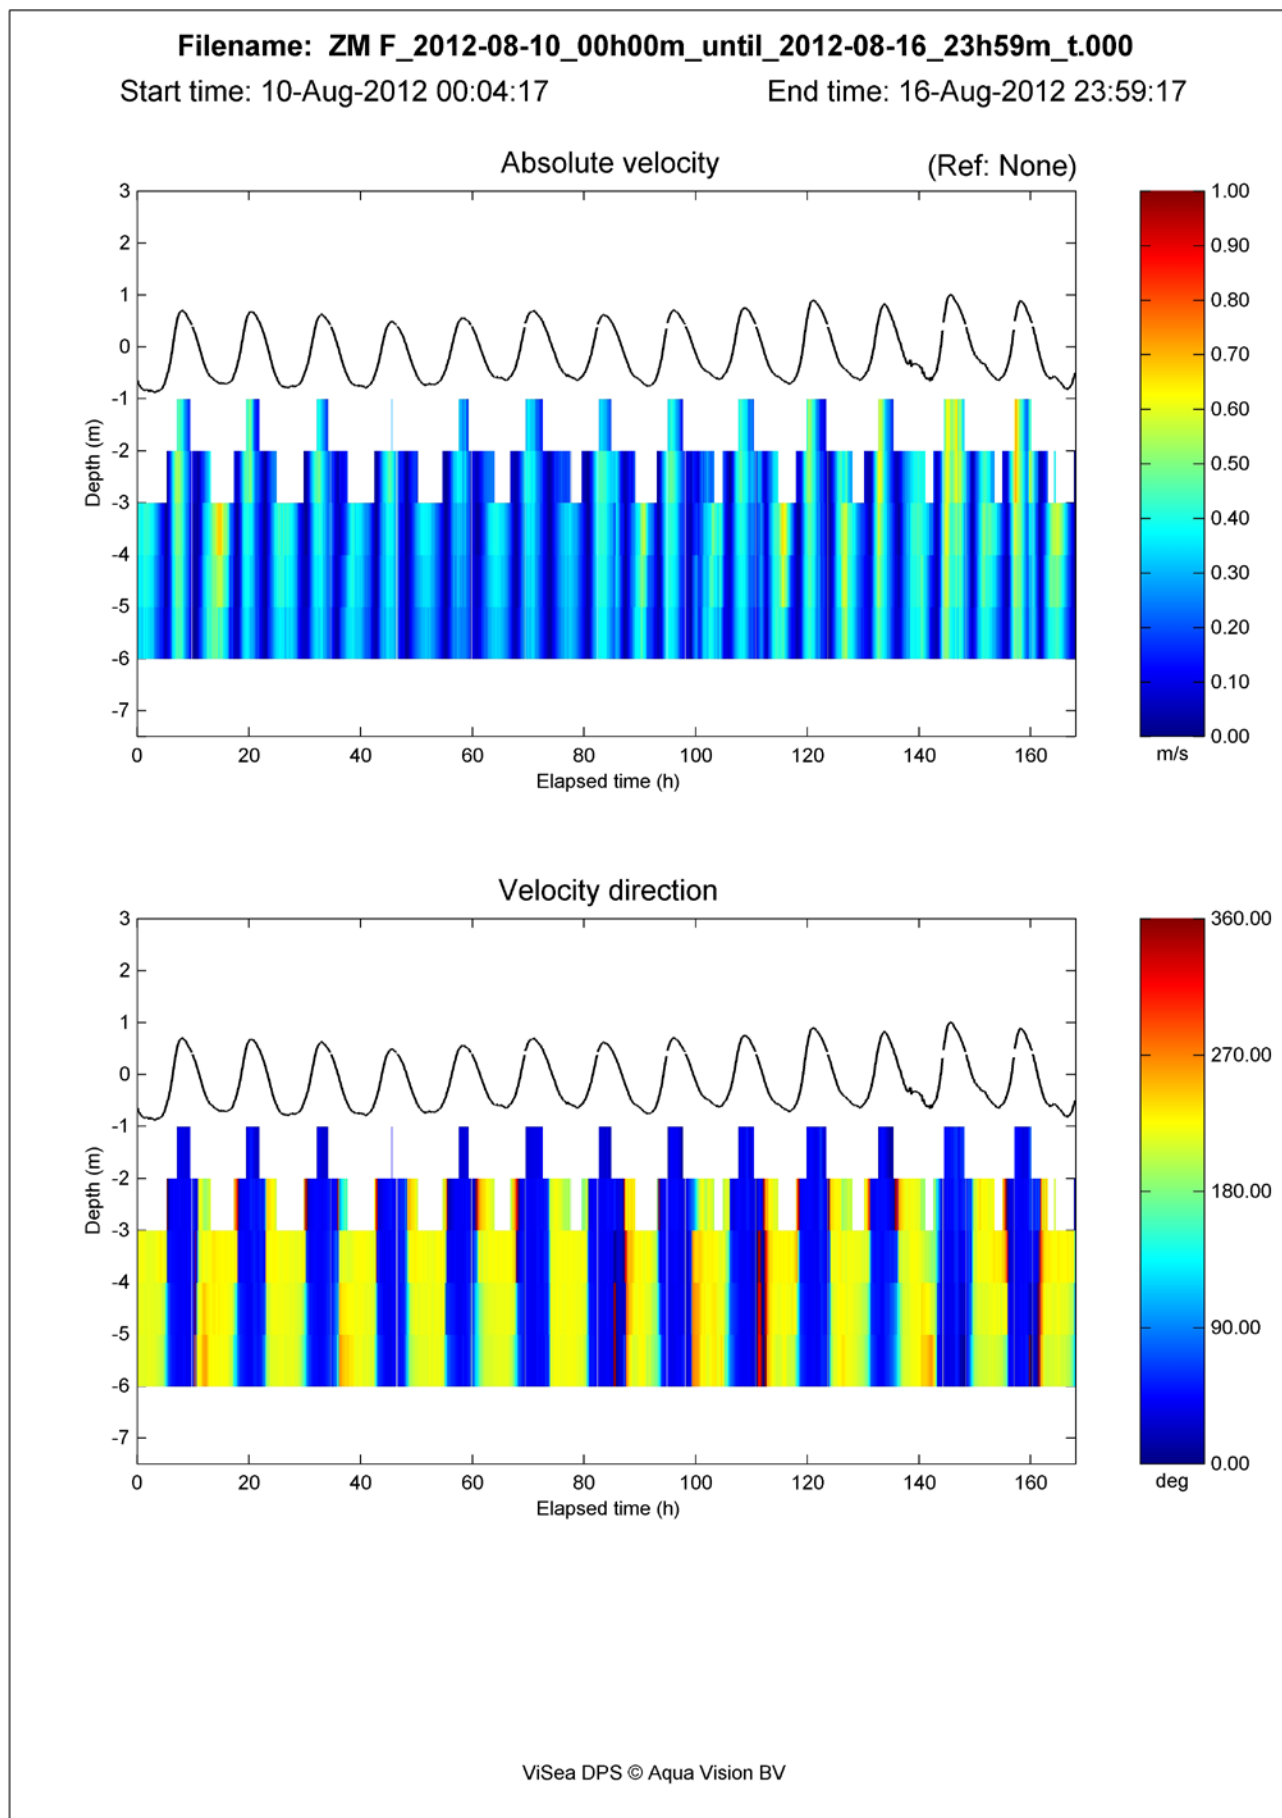 Filename: ZM F_2012-08-10_00h00m_until_2012-08-16_23h59m_t.000
Start time: 10-Aug-2012 00:04:17 End time: 16-Aug-2012 23:59:17
Absolute velocity (Ref: None)
3
2
1
0
-1
-2
-3
-4
-5
-6
-7
Depth (m)
0 20 40 60 80 100 120 140 160
Elapsed time (h)
1.00
0.90
0.80
0.70
0.60
0.50
0.40
0.30
0.20
0.10
0.00
m/s
Velocity direction
3
2
1
0
-1
-2
-3
-4
-5
-6
-7
Depth (m)
0 20 40 60 80 100 120 140 160
Elapsed time (h)
360.00
270.00
180.00
90.00
0.00
deg
ViSea DPS © Aqua Vision BV